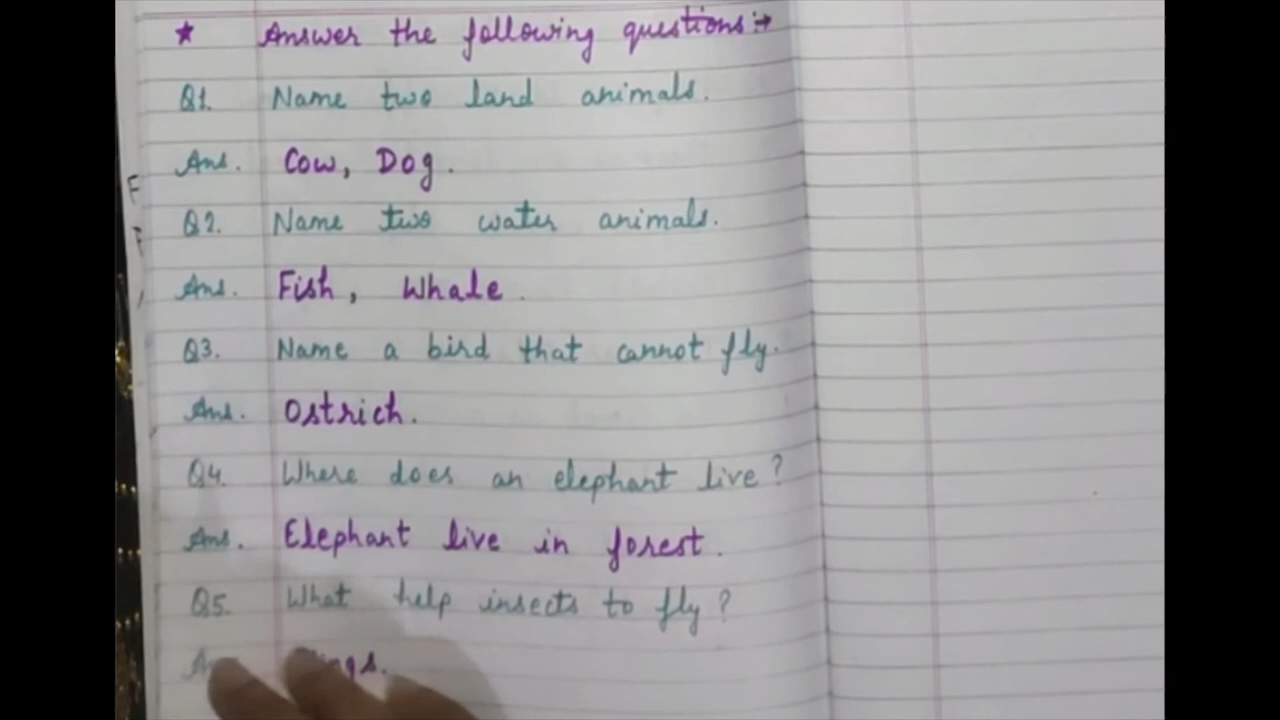 ★ Answer the following questions :→
Q1. Name two land animals.
Ans. Cow, Dog.
Q2. Name two water animals.
Ans. Fish, Whale.
Q3. Name a bird that cannot fly.
Ans. Ostrich.
Q4. Where does an elephant live?
Ans. Elephant live in forest.
Q5. What help insects to fly?